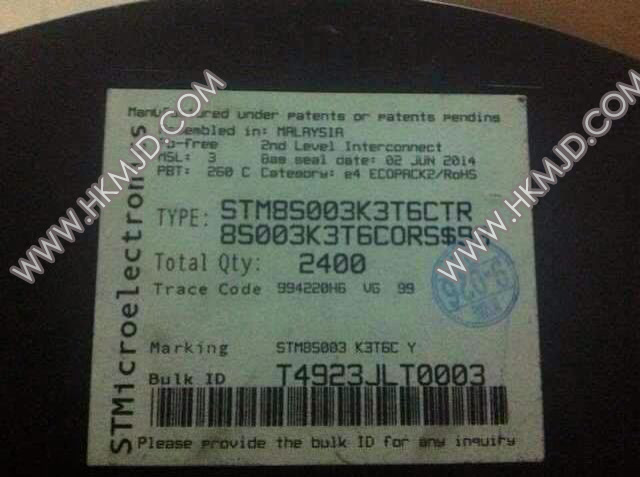 Manufactured under patents or patents pending
Assembled in: MALAYSIA
Pb-free 2nd Level Interconnect
MSL: 3 Bag seal date: 02 JUN 2014
PBT: 260 C Category: e4 ECOPACK2/RoHS
TYPE: STM8S003K3T6CTR
8S003K3T6CORS$
Total Qty: 2400
Trace Code 994220H6 VG 99
Marking STM8S003 K3T6C Y
Bulk ID T4923JLT0003
Please provide the bulk ID for any inquiry
STMicroelectronics
WWW.HKMJD.COM
WWW.HKMJD.COM
WWW.HKMJD.COM